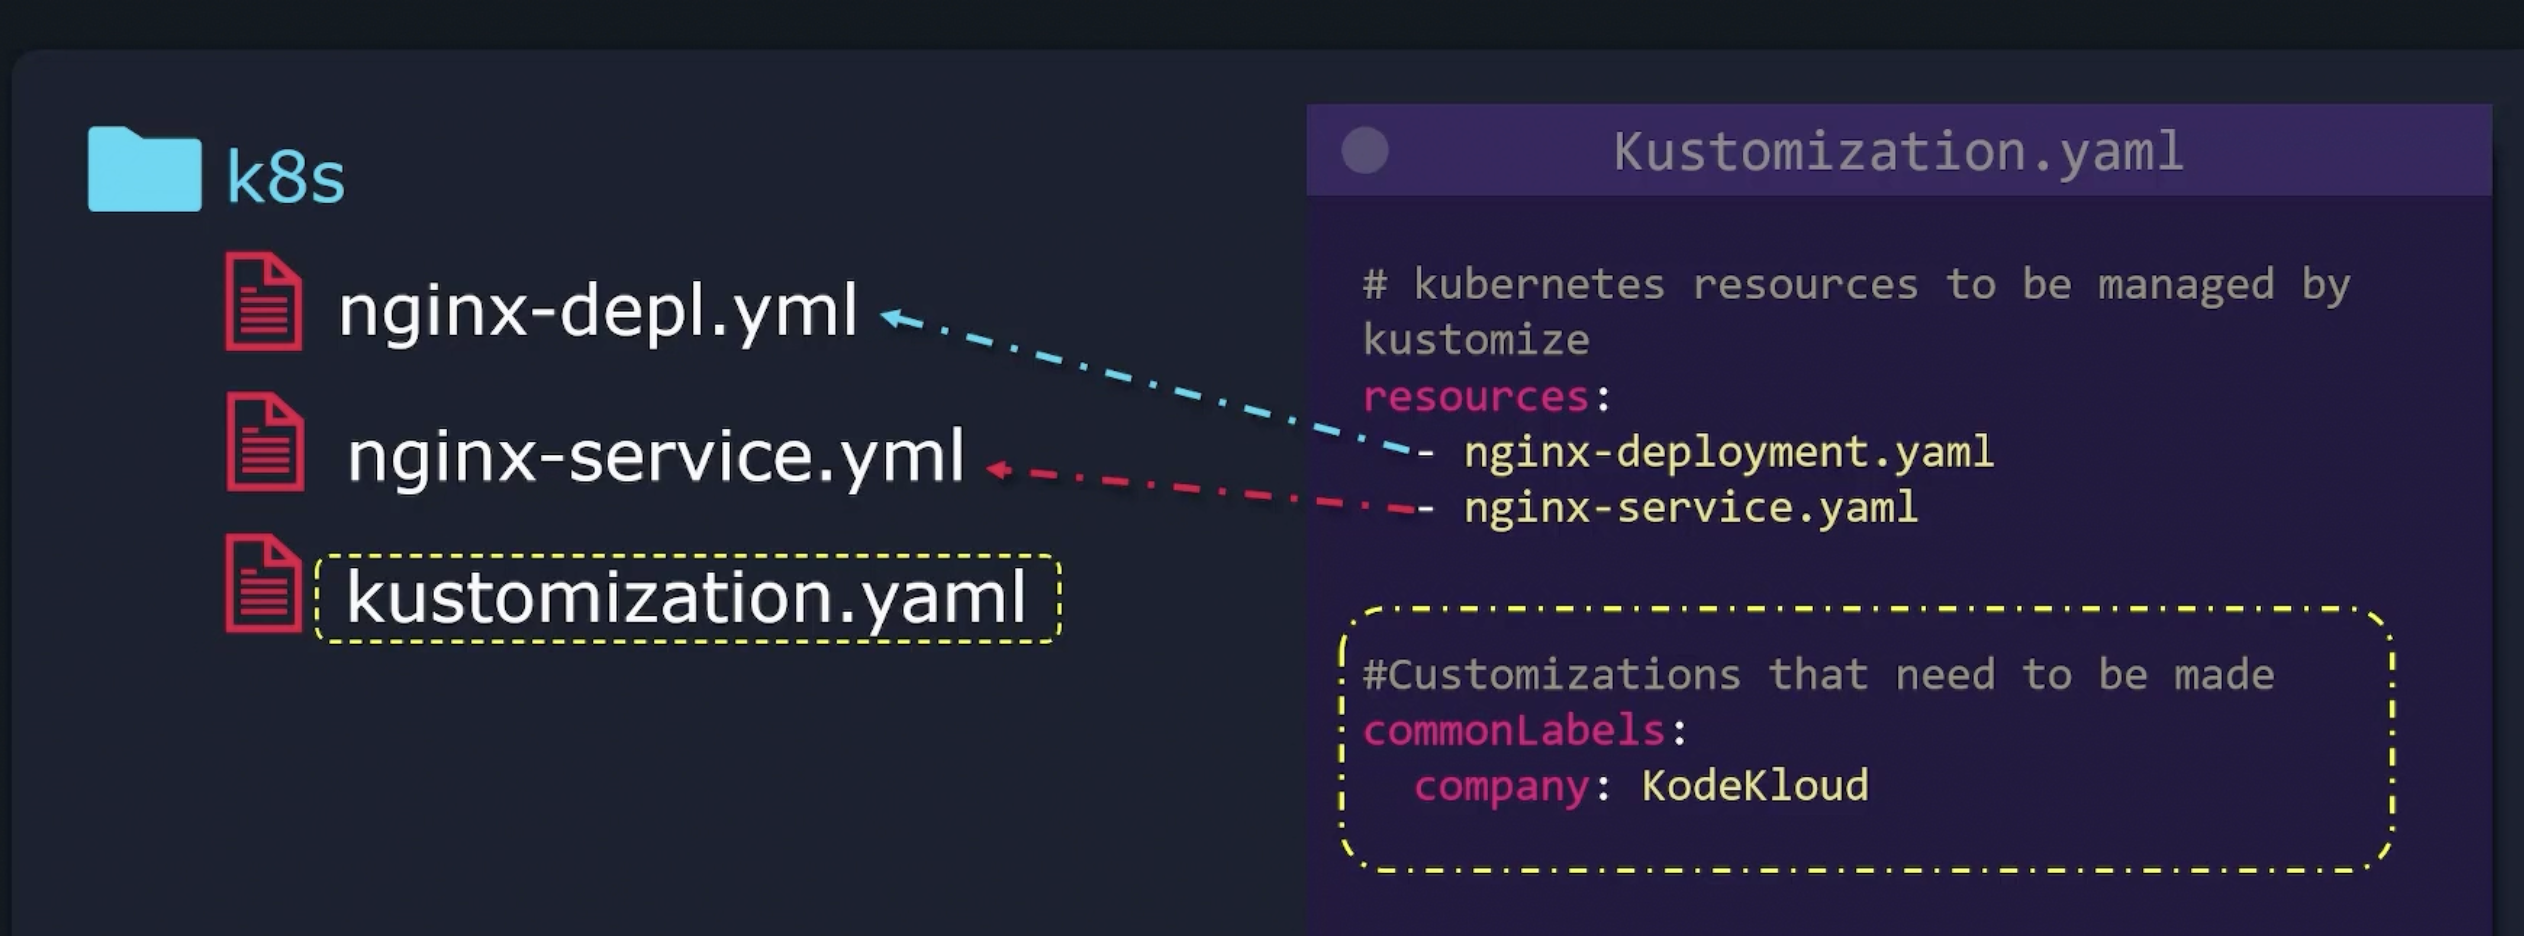 k8s
nginx-depl.yml
nginx-service.yml
kustomization.yaml
Kustomization.yaml
# kubernetes resources to be managed by
kustomize
resources:
- nginx-deployment.yaml
- nginx-service.yaml
#Customizations that need to be made
commonLabels:
company: KodeKloud